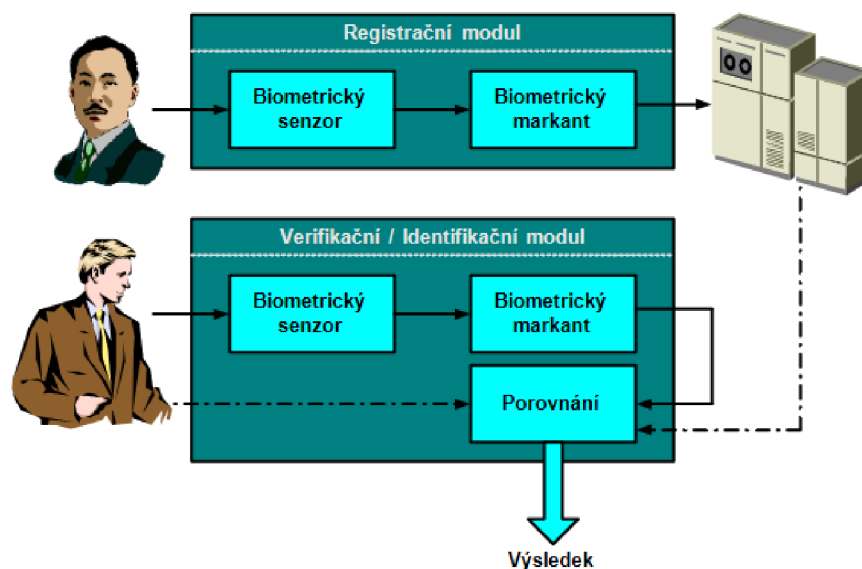 Registrační modul
Biometrický
senzor
Biometrický
markant
Verifikační / Identifikační modul
Biometrický
senzor
Biometrický
markant
Porovnání
Výsledek